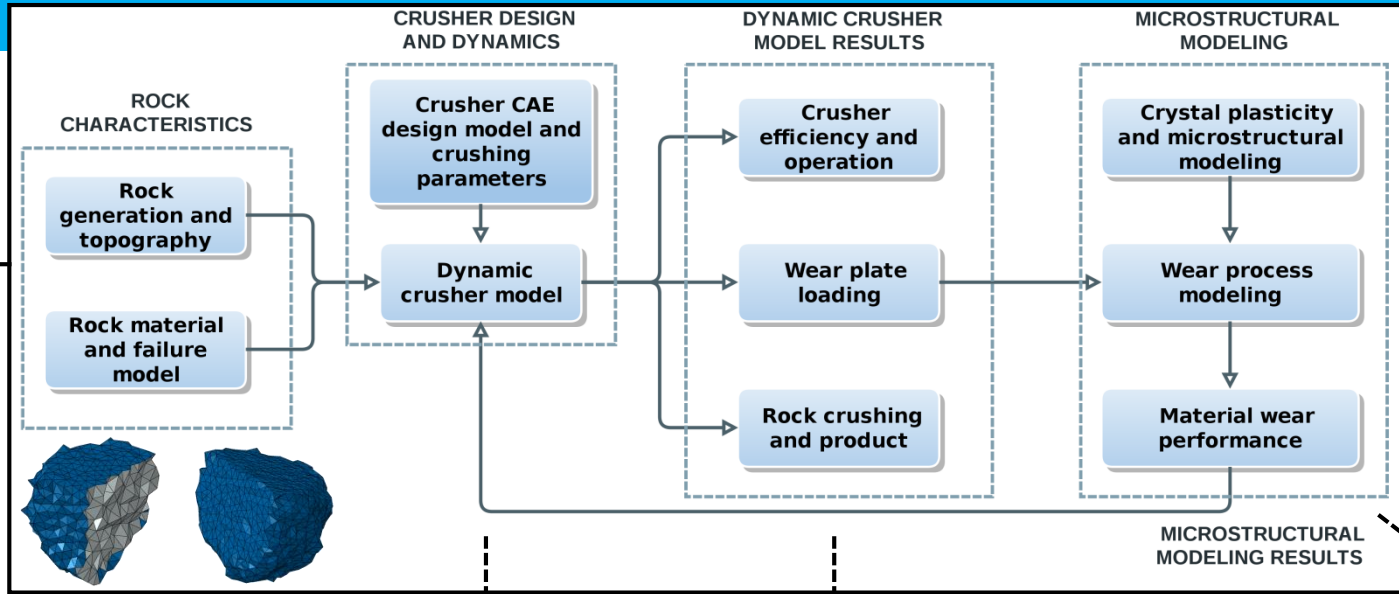 ROCK
CHARACTERISTICS
Rock
generation and
topography
Rock material
and failure
model
CRUSHER DESIGN
AND DYNAMICS
Crusher CAE
design model and
crushing
parameters
Dynamic
crusher model
DYNAMIC CRUSHER
MODEL RESULTS
Crusher
efficiency and
operation
Wear plate
loading
Rock crushing
and product
MICROSTRUCTURAL
MODELING
Crystal plasticity
and microstructural
modeling
Wear process
modeling
Material wear
performance
MICROSTRUCTURAL
MODELING RESULTS